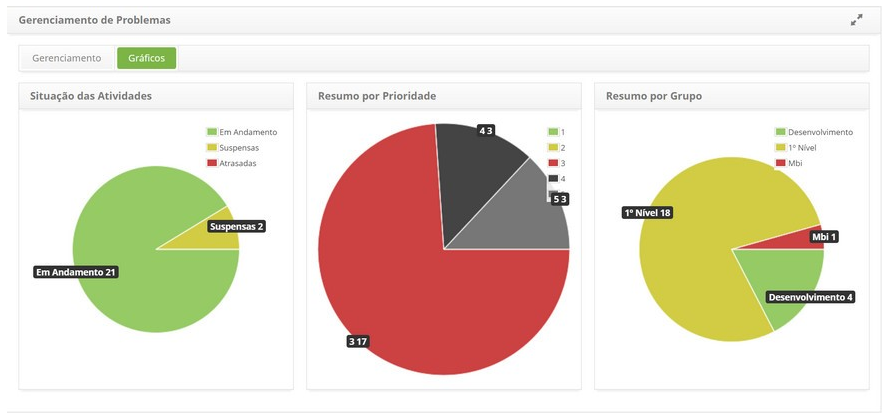 Gerenciamento de Problemas
Gerenciamento
Gráficos
Situação das Atividades
Em Andamento
Suspensas
Atrasadas
Suspensas 2
Em Andamento 21
Resumo por Prioridade
4 3
1
2
3
4
5 3
3 17
Resumo por Grupo
Desenvolvimento
1º Nível
Mbi
1º Nível 18
Mbi 1
Desenvolvimento 4